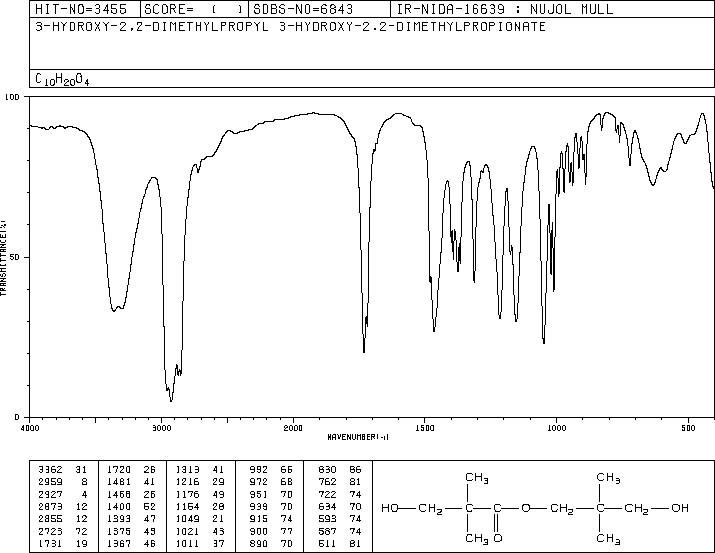 HIT-NO=3455 SCORE= ( ) SDBS-NO=6843 IR-NIDA-16639 : NUJOL MULL
3-HYDROXY-2,2-DIMETHYLPROPYL 3-HYDROXY-2,2-DIMETHYLPROPIONATE
C10H20O4
100
50
0
TRANSMITTANCE(%)
4000 3000 2000 1500 1000 500
WAVENUMBER(-1)
3362 31 1720 26 1313 41 992 66 830 86
2959 8 1481 41 1216 29 972 68 762 81
2927 4 1468 26 1176 49 951 70 722 74
2873 12 1400 52 1154 28 939 70 634 70
2855 12 1393 47 1049 21 915 74 593 74
2723 72 1375 43 1021 43 900 77 587 74
1731 19 1367 46 1011 37 890 70 511 81
CH3 CH3
HO CH2 C C O CH2 C CH2 OH
CH3 O CH3